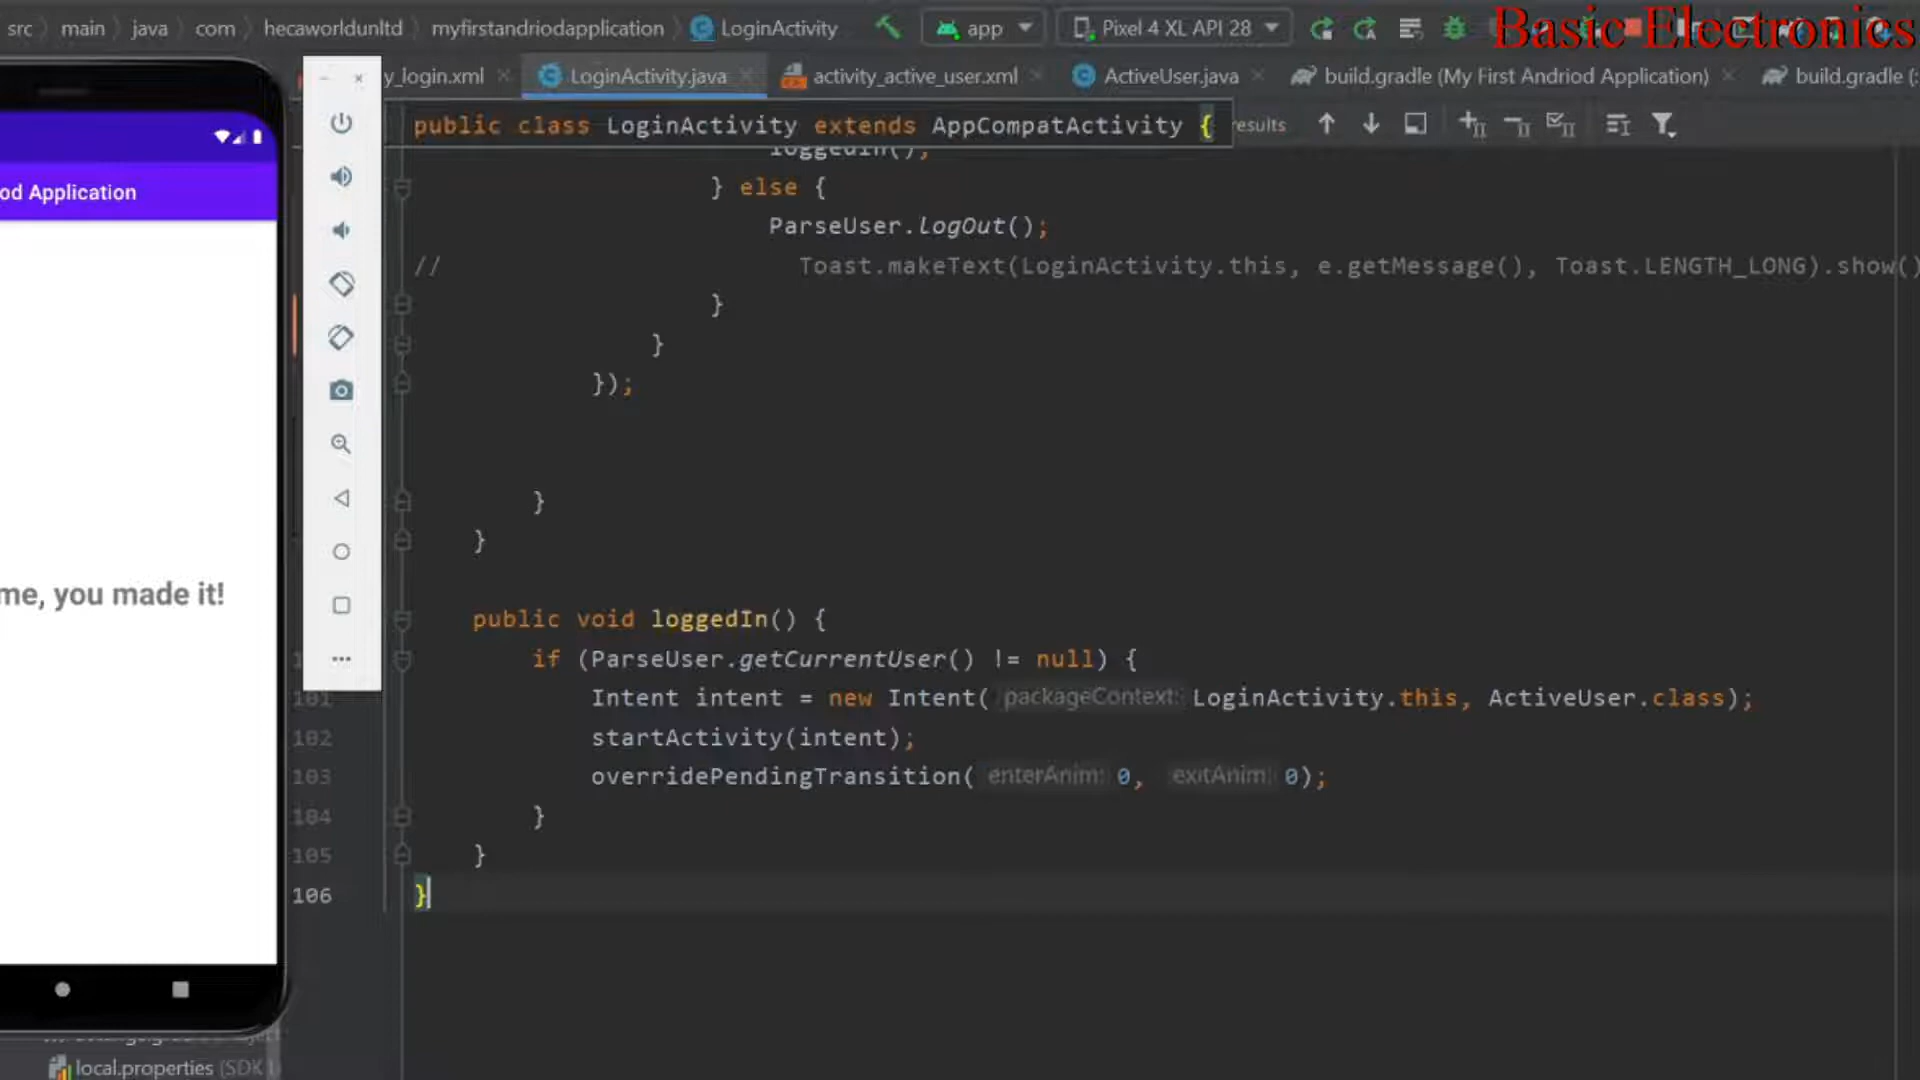 src main java com hecaworldunltd myfirstandriodapplication LoginActivity app Pixel 4 XL API 28
Basic Electronics
y_login.xml LoginActivity.java activity_active_user.xml ActiveUser.java build.gradle (My First Andriod Application) build.gradle (:
public class LoginActivity extends AppCompatActivity { esults
loggedIn();
} else {
ParseUser.logOut();
// Toast.makeText(LoginActivity.this, e.getMessage(), Toast.LENGTH_LONG).show()
}
}
});
}
}
public void loggedIn() {
if (ParseUser.getCurrentUser() != null) {
101 Intent intent = new Intent( packageContext: LoginActivity.this, ActiveUser.class);
102 startActivity(intent);
103 overridePendingTransition( enterAnim: 0, exitAnim: 0);
104 }
105 }
106 }
od Application
me, you made it!
local.properties (SDK